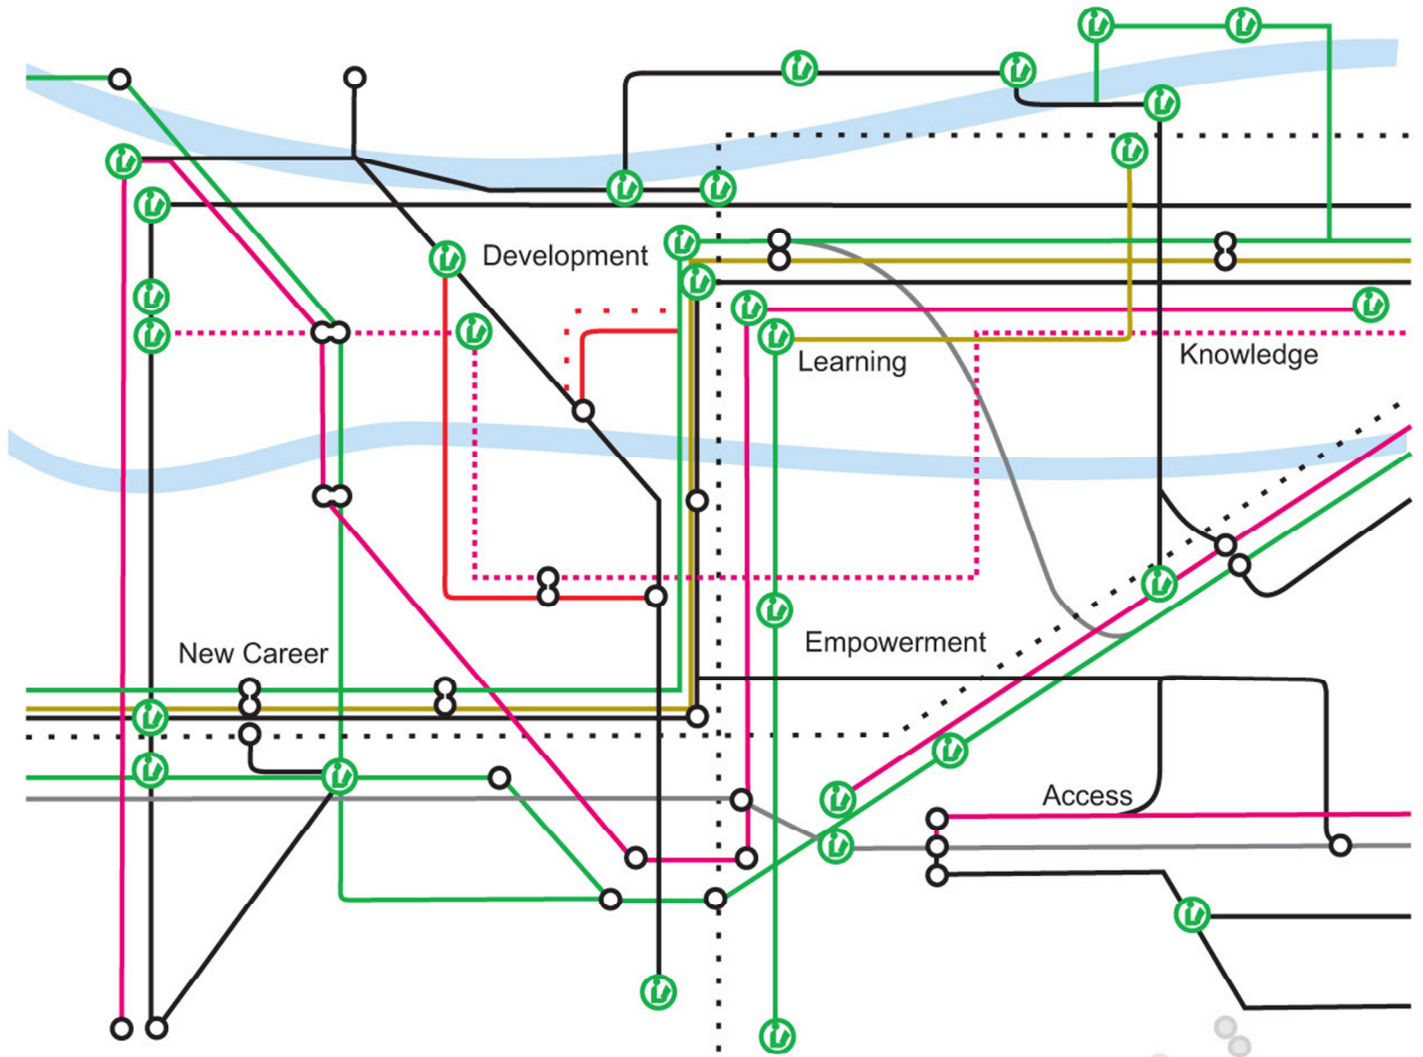 Development
Learning
Knowledge
Empowerment
New Career
Access